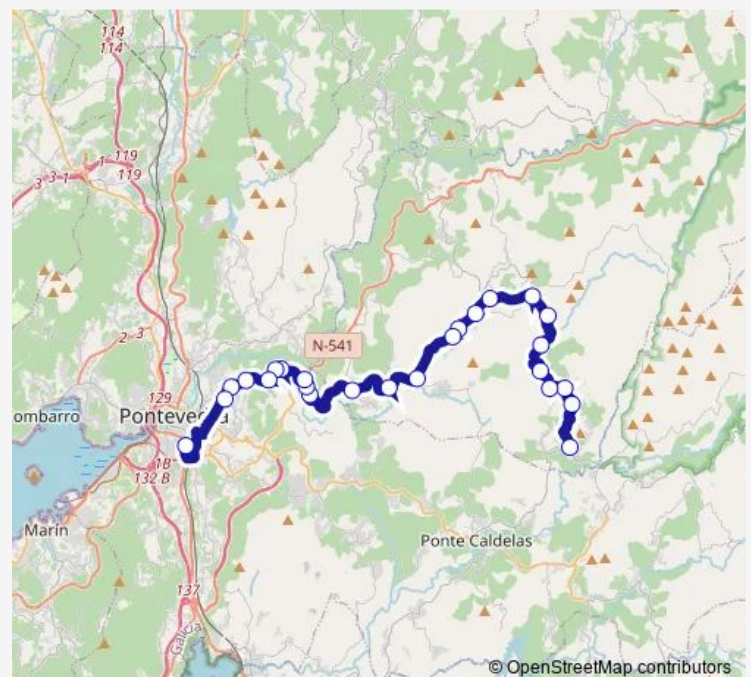 114
114
119
3 3 1
1
119
2 3
N-541
129
ombarro
Pontevedra
1B
132 B
Marín
Ponte Caldelas
137
Galicia
© OpenStreetMap contributors